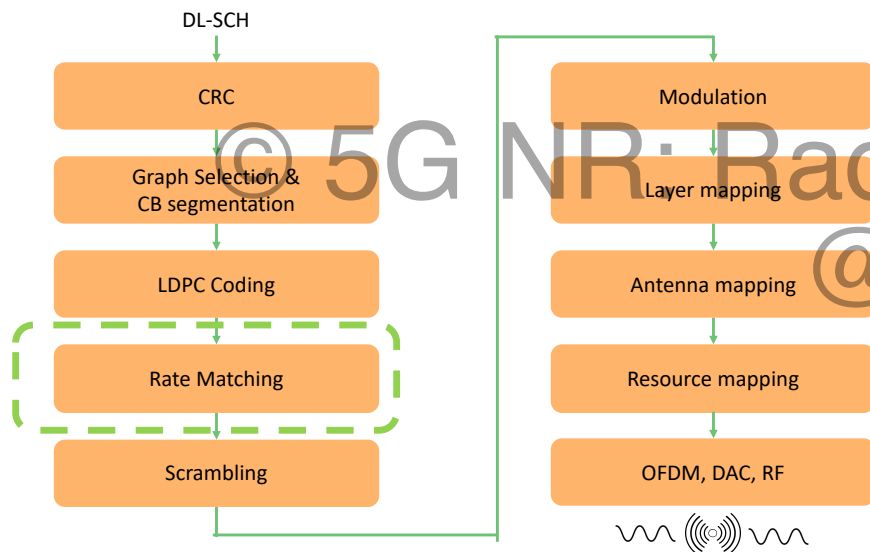 DL-SCH
CRC
Graph Selection &
CB segmentation
LDPC Coding
Rate Matching
Scrambling
Modulation
Layer mapping
Antenna mapping
Resource mapping
OFDM, DAC, RF
© 5G NR: Rad
@